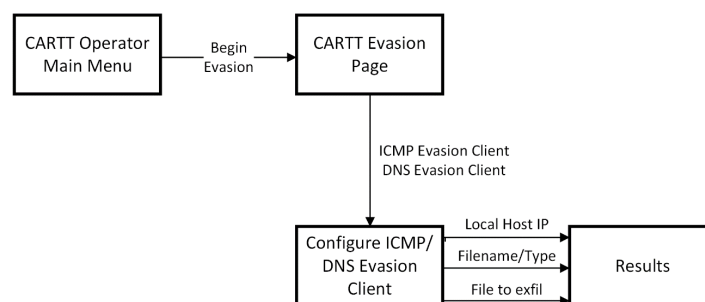 CARTT Operator
Main Menu
Begin
Evasion
CARTT Evasion
Page
ICMP Evasion Client
DNS Evasion Client
Configure ICMP/
DNS Evasion
Client
Local Host IP
Filename/Type
File to exfil
Results